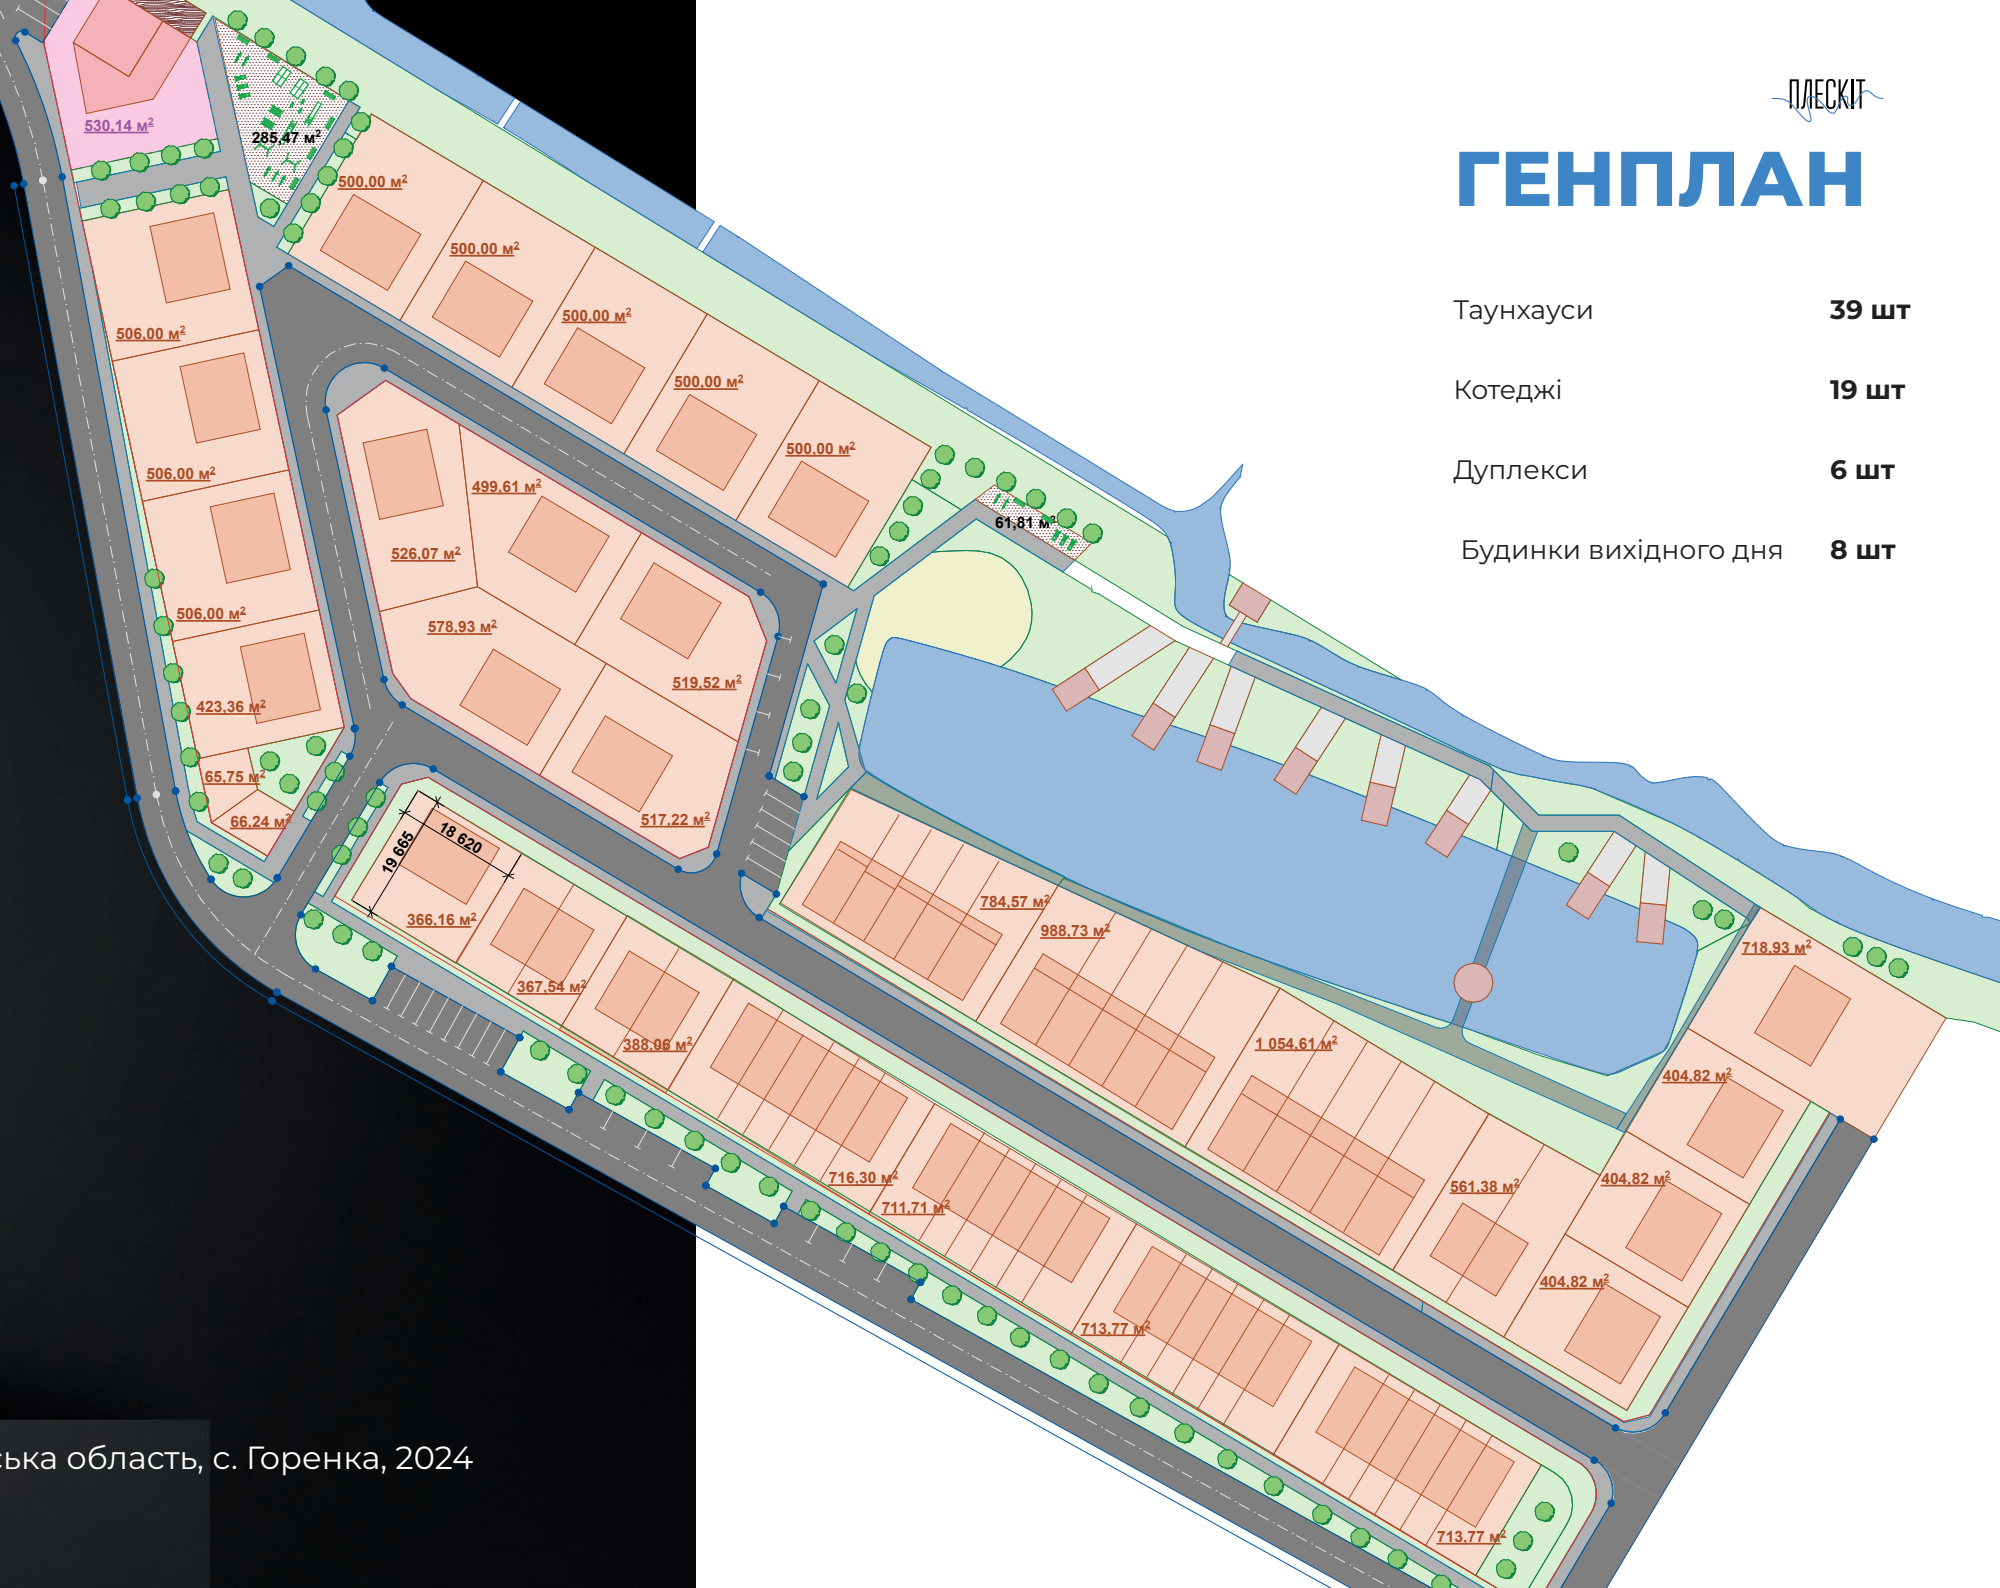 ПЛЕСКІТ
ГЕНПЛАН
Таунхауси 39 шт
Котеджі 19 шт
Дуплекси 6 шт
Будинки вихідного дня 8 шт
530,14 м²
285,47 м²
500,00 м²
500,00 м²
500,00 м²
500,00 м²
500,00 м²
506,00 м²
506,00 м²
506,00 м²
423,36 м²
65,75 м²
66,24 м²
499,61 м²
526,07 м²
578,93 м²
519,52 м²
517,22 м²
61,81 м²
19 665
18 620
366,16 м²
367,54 м²
388,06 м²
716,30 м²
711,71 м²
713,77 м²
713,77 м²
784,57 м²
988,73 м²
1 054,61 м²
561,38 м²
718,93 м²
404,82 м²
404,82 м²
404,82 м²
ська область, с. Горенка, 2024